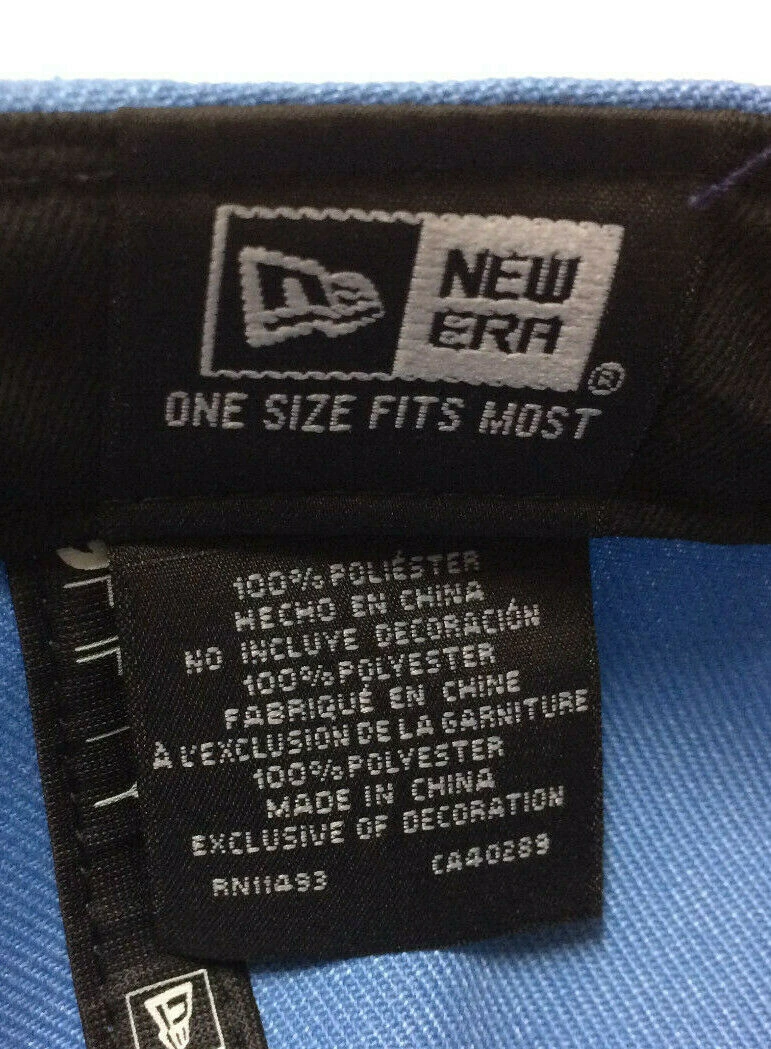 NEW
ERA
®
ONE SIZE FITS MOST
100% POLIÉSTER
HECHO EN CHINA
NO INCLUYE DECORACIÓN
100% POLYESTER
FABRIQUÉ EN CHINE
À L'EXCLUSION DE LA GARNITURE
100% POLYESTER
MADE IN CHINA
EXCLUSIVE OF DECORATION
RN11493 CA40289